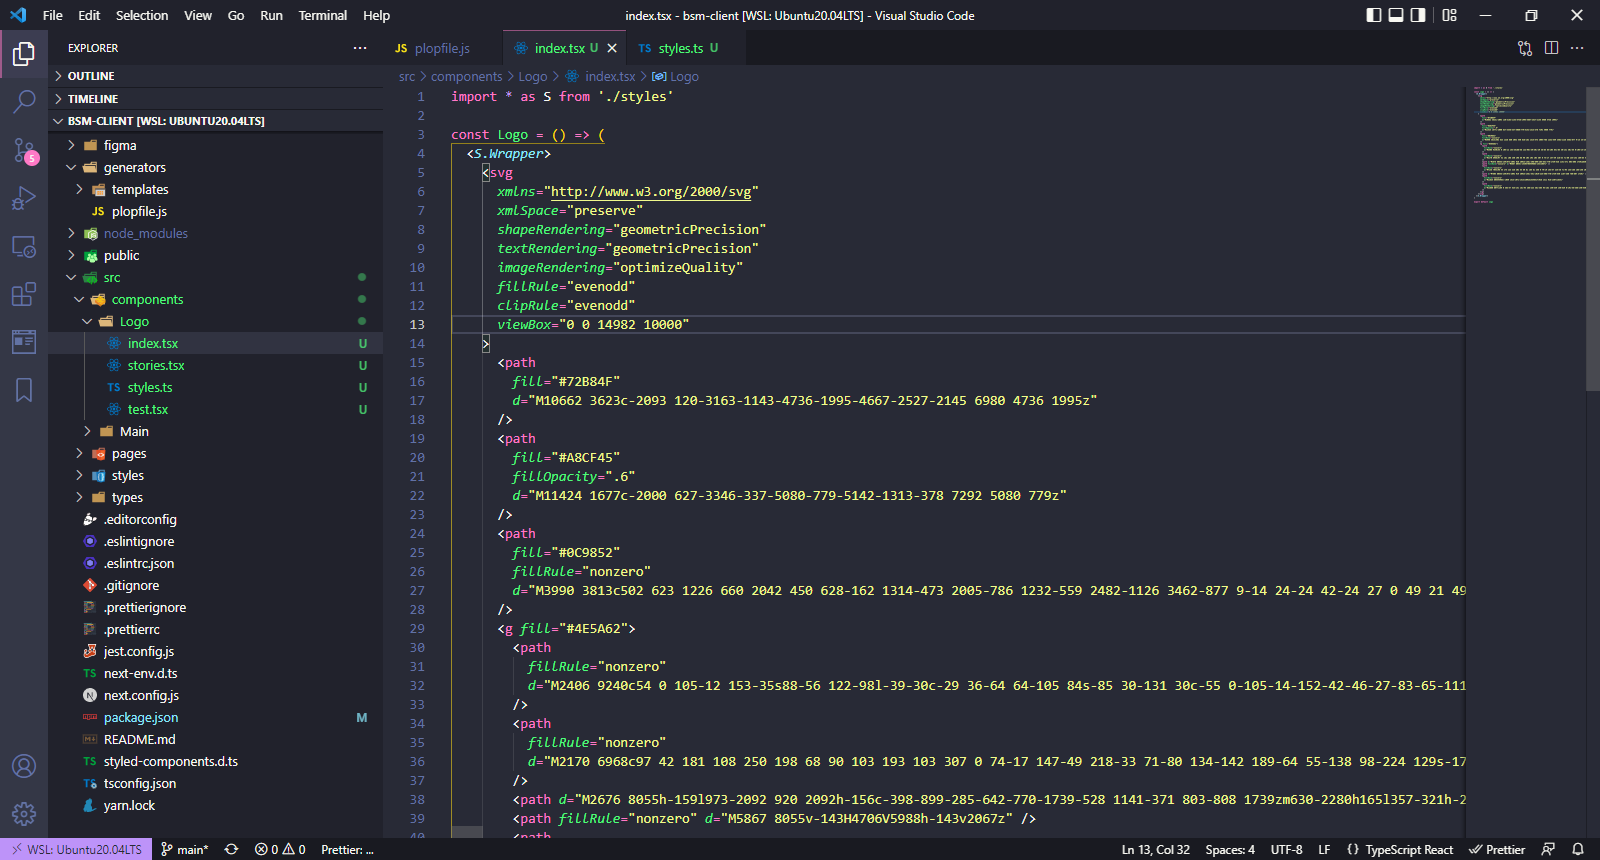 File Edit Selection View Go Run Terminal Help
index.tsx - bsm-client [WSL: Ubuntu20.04LTS] - Visual Studio Code
EXPLORER
OUTLINE
TIMELINE
BSM-CLIENT [WSL: UBUNTU20.04LTS]
figma
generators
templates
JS plopfile.js
node_modules
public
src
components
Logo
index.tsx U
stories.tsx U
TS styles.ts U
test.tsx U
Main
pages
styles
types
.editorconfig
.eslintignore
.eslintrc.json
.gitignore
.prettierignore
.prettierrc
jest.config.js
TS next-env.d.ts
N next.config.js
package.json M
README.md
TS styled-components.d.ts
tsconfig.json
yarn.lock
5
JS plopfile.js
index.tsx U
TS styles.ts U
src > components > Logo > index.tsx > Logo
1 import * as S from './styles'
2
3 const Logo = () => (
4 <S.Wrapper>
5 <svg
6 xmlns="http://www.w3.org/2000/svg"
7 xmlSpace="preserve"
8 shapeRendering="geometricPrecision"
9 textRendering="geometricPrecision"
10 imageRendering="optimizeQuality"
11 fillRule="evenodd"
12 clipRule="evenodd"
13 viewBox="0 0 14982 10000"
14 >
15 <path
16 fill="#72B84F"
17 d="M10662 3623c-2093 120-3163-1143-4736-1995-4667-2527-2145 6980 4736 1995z"
18 />
19 <path
20 fill="#A8CF45"
21 fillOpacity=".6"
22 d="M11424 1677c-2000 627-3346-337-5080-779-5142-1313-378 7292 5080 779z"
23 />
24 <path
25 fill="#0C9852"
26 fillRule="nonzero"
27 d="M3990 3813c502 623 1226 660 2042 450 628-162 1314-473 2005-786 1232-559 2482-1126 3462-877 9-14 24-24 42-24 27 0 49 21 49
28 />
29 <g fill="#4E5A62">
30 <path
31 fillRule="nonzero"
32 d="M2406 9240c54 0 105-12 153-35s88-56 122-98l-39-30c-29 36-64 64-105 84s-85 30-131 30c-55 0-105-14-152-42-46-27-83-65-111
33 />
34 <path
35 fillRule="nonzero"
36 d="M2170 6968c97 42 181 108 250 198 68 90 103 193 103 307 0 74-17 147-49 218-33 71-80 134-142 189-64 55-138 98-224 129s-17
37 />
38 <path d="M2676 8055h-159l973-2092 920 2092h-156c-398-899-285-642-770-1739-528 1141-371 803-808 1739zm630-2280h165l357-321h-2
39 <path fillRule="nonzero" d="M5867 8055v-143H4706V5988h-143v2067z" />
40 <path
WSL: Ubuntu20.04LTS main* 0 0 Prettier: ... Ln 13, Col 32 Spaces: 4 UTF-8 LF {} TypeScript React Prettier